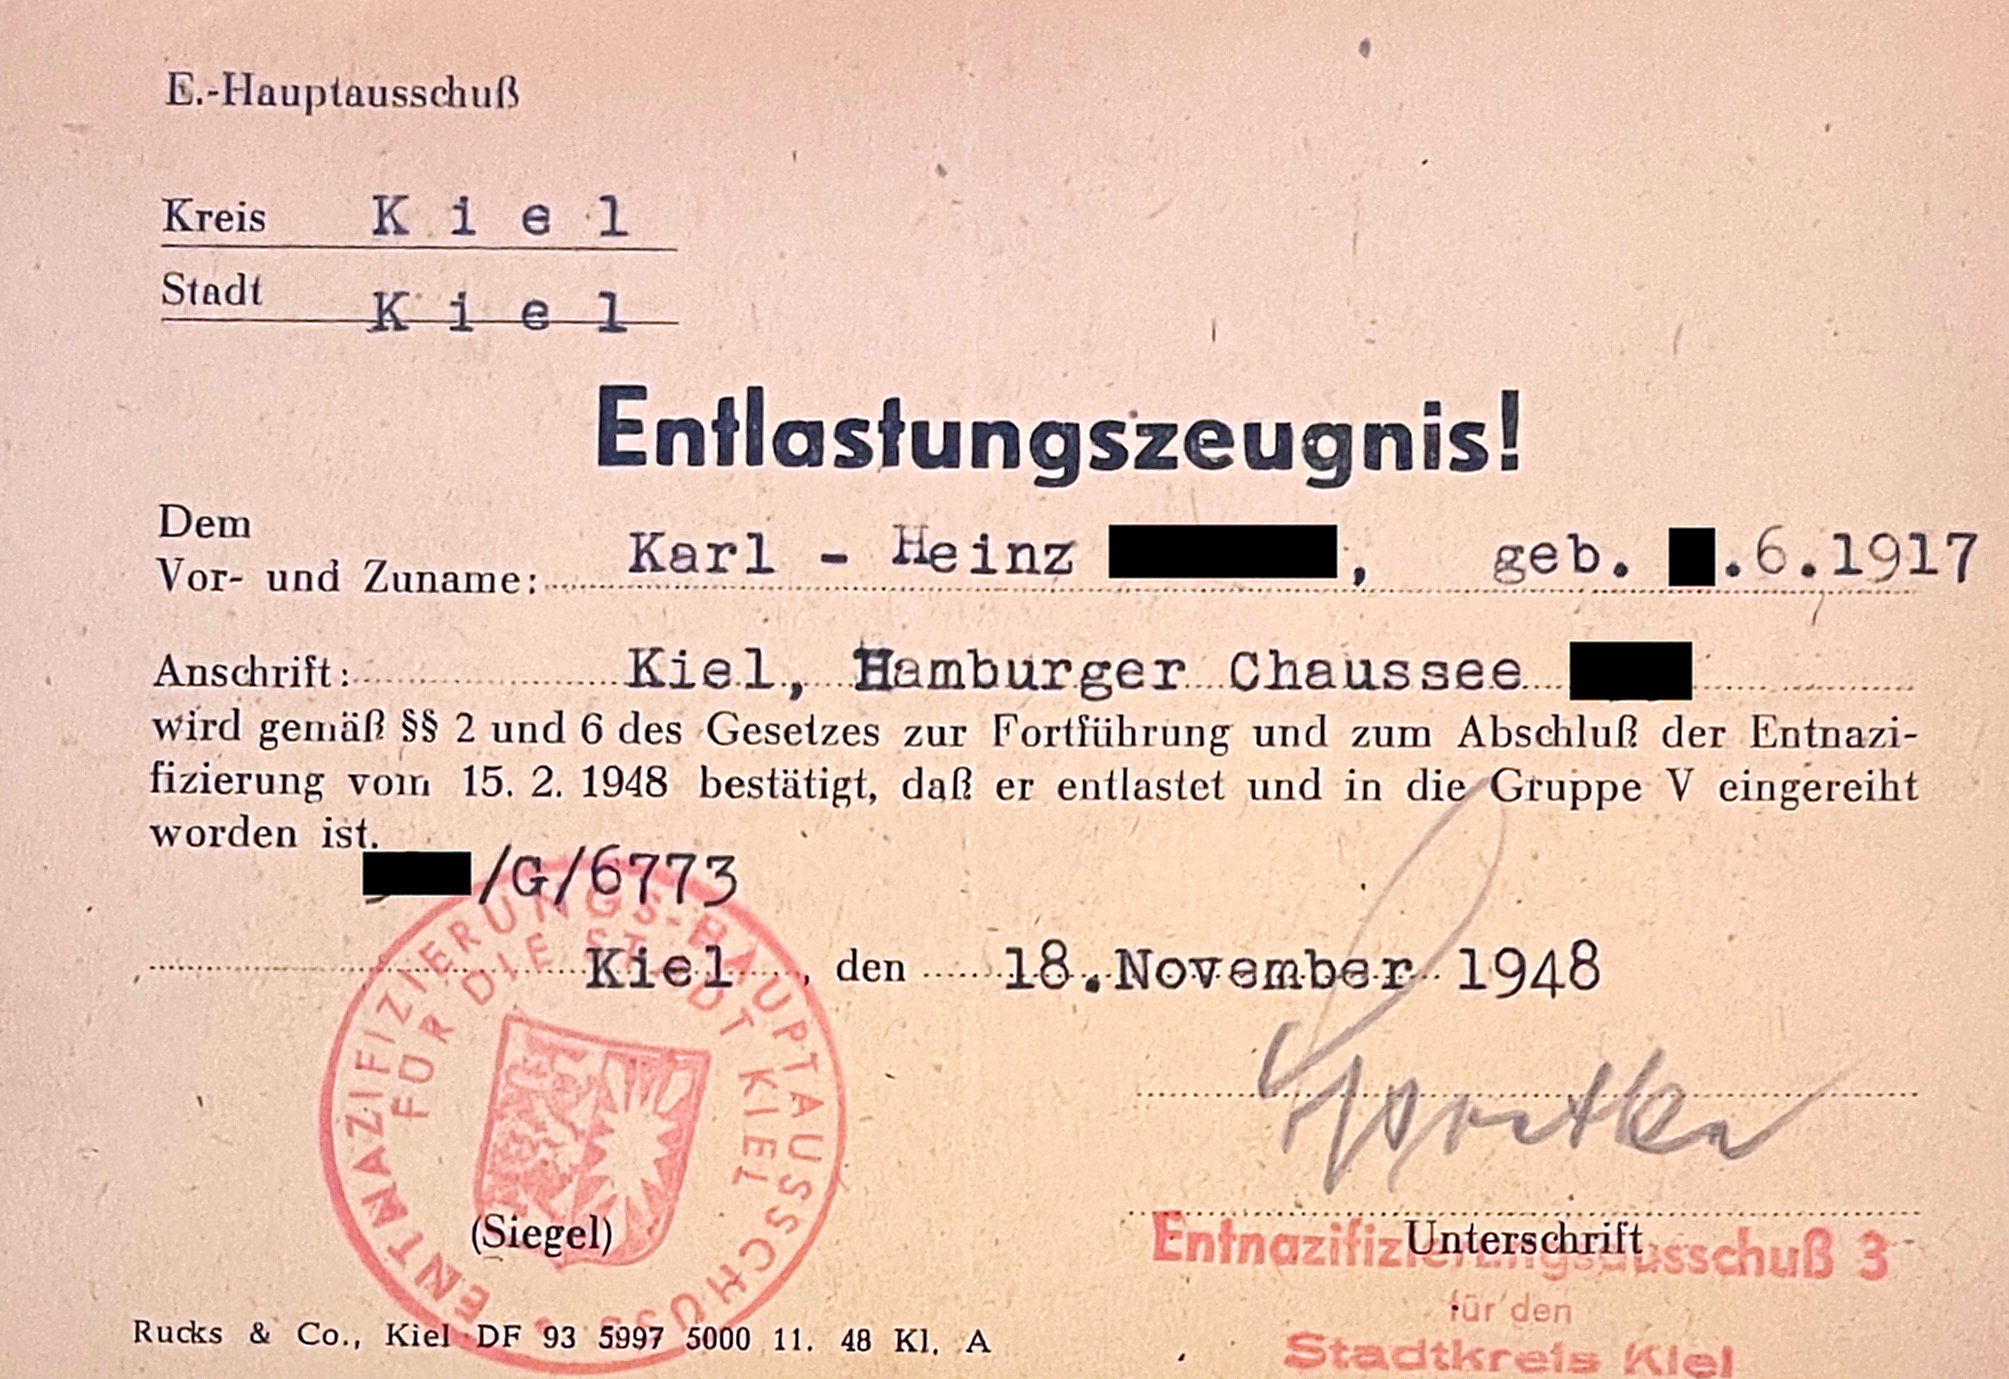 E.-Hauptausschuß
Kreis K i e l
Stadt K i e l
Entlastungszeugnis!
Dem
Vor- und Zuname: Karl - Heinz , geb. .6.1917
Anschrift: Kiel, Hamburger Chaussee
wird gemäß §§ 2 und 6 des Gesetzes zur Fortführung und zum Abschluß der Entnazi-
fizierung vom 15. 2. 1948 bestätigt, daß er entlastet und in die Gruppe V eingereiht
worden ist.
/G/6773
Kiel , den 18.November 1948
ENTNAZIFIZIERUNGS-HAUPTAUSSCHUSS
FÜR DIE STADT KIEL
(Siegel)
Unterschrift
Entnazifizierungsausschuß 3
für den
Stadtkreis Kiel
Rucks & Co., Kiel DF 93 5997 5000 11. 48 Kl. A